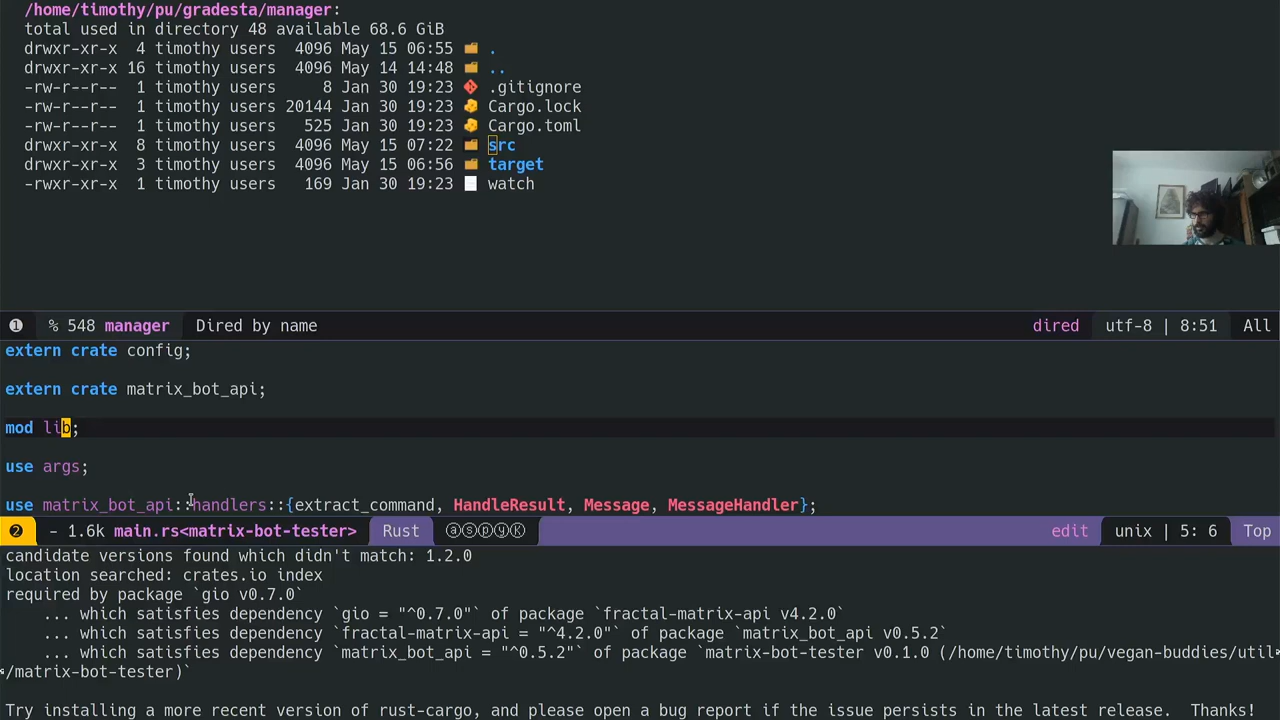 /home/timothy/pu/gradesta/manager:
total used in directory 48 available 68.6 GiB
drwxr-xr-x 4 timothy users 4096 May 15 06:55 .
drwxr-xr-x 16 timothy users 4096 May 14 14:48 ..
-rw-r--r-- 1 timothy users 8 Jan 30 19:23 .gitignore
-rw-r--r-- 1 timothy users 20144 Jan 30 19:23 Cargo.lock
-rw-r--r-- 1 timothy users 525 Jan 30 19:23 Cargo.toml
drwxr-xr-x 8 timothy users 4096 May 15 07:22 src
drwxr-xr-x 3 timothy users 4096 May 15 06:56 target
-rwxr-xr-x 1 timothy users 169 Jan 30 19:23 watch
❶ % 548 manager Dired by name dired utf-8 | 8:51 All
extern crate config;
extern crate matrix_bot_api;
mod lib;
use args;
use matrix_bot_api::handlers::{extract_command, HandleResult, Message, MessageHandler};
❷ - 1.6k main.rs<matrix-bot-tester> Rust ⓐⓢⓟⓨⓀ edit unix | 5: 6 Top
candidate versions found which didn't match: 1.2.0
location searched: crates.io index
required by package `gio v0.7.0`
... which satisfies dependency `gio = "^0.7.0"` of package `fractal-matrix-api v4.2.0`
... which satisfies dependency `fractal-matrix-api = "^4.2.0"` of package `matrix_bot_api v0.5.2`
... which satisfies dependency `matrix_bot_api = "^0.5.2"` of package `matrix-bot-tester v0.1.0 (/home/timothy/pu/vegan-buddies/util
/matrix-bot-tester)`
Try installing a more recent version of rust-cargo, and please open a bug report if the issue persists in the latest release. Thanks!